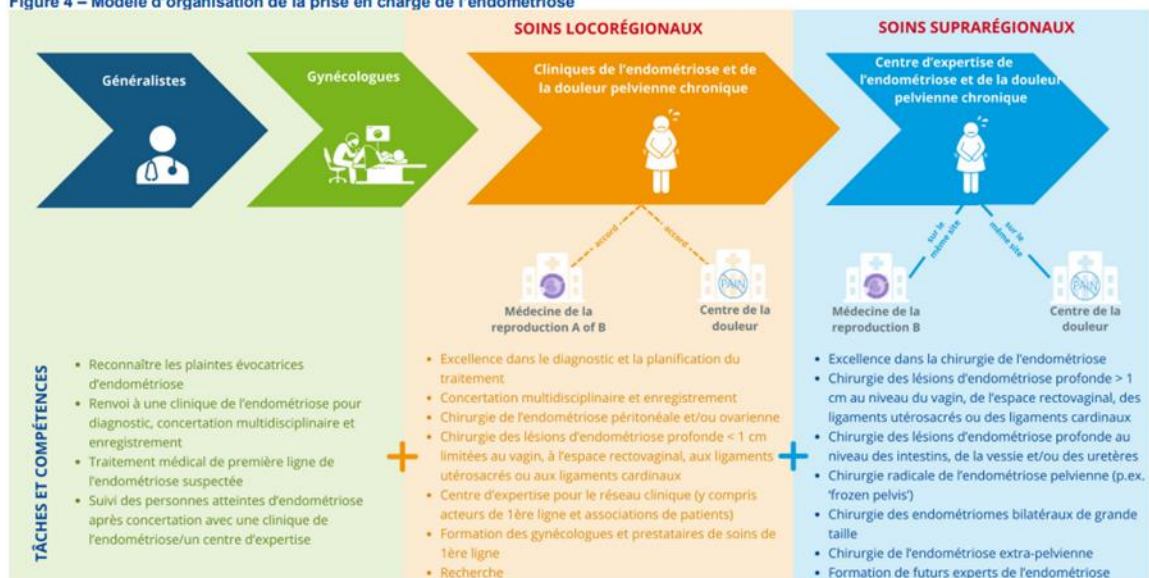 Figure 4 – Modèle d'organisation de la prise en charge de l'endométriose
SOINS LOCORÉGIONAUX
SOINS SUPRARÉGIONAUX
Généralistes
Gynécologues
Cliniques de l'endométriose et de
la douleur pelvienne chronique
Centre d'expertise de
l'endométriose et de la douleur
pelvienne chronique
accord
accord
sur le
même site
sur le
même site
PAIN
PAIN
Médecine de la
reproduction A of B
Centre de la
douleur
Médecine de la
reproduction B
Centre de la
douleur
TÂCHES ET COMPÉTENCES
• Reconnaître les plaintes évocatrices
d'endométriose
• Renvoi à une clinique de l'endométriose pour
diagnostic, concertation multidisciplinaire et
enregistrement
• Traitement médical de première ligne de
l'endométriose suspectée
• Suivi des personnes atteintes d'endométriose
après concertation avec une clinique de
l'endométriose/un centre d'expertise
+
• Excellence dans le diagnostic et la planification du
traitement
• Concertation multidisciplinaire et enregistrement
• Chirurgie de l'endométriose péritonéale et/ou ovarienne
• Chirurgie des lésions d'endométriose profonde < 1 cm
limitées au vagin, à l'espace rectovaginal, aux ligaments
utérosacrés ou aux ligaments cardinaux
• Centre d'expertise pour le réseau clinique (y compris
acteurs de 1ère ligne et associations de patients)
• Formation des gynécologues et prestataires de soins de
1ère ligne
• Recherche
+
• Excellence dans la chirurgie de l'endométriose
• Chirurgie des lésions d'endométriose profonde > 1
cm au niveau du vagin, de l'espace rectovaginal, des
ligaments utérosacrés ou des ligaments cardinaux
• Chirurgie des lésions d'endométriose profonde au
niveau des intestins, de la vessie et/ou des uretères
• Chirurgie radicale de l'endométriose pelvienne (p.ex.
'frozen pelvis')
• Chirurgie des endométriomes bilatéraux de grande
taille
• Chirurgie de l'endométriose extra-pelvienne
• Formation de futurs experts de l'endométriose